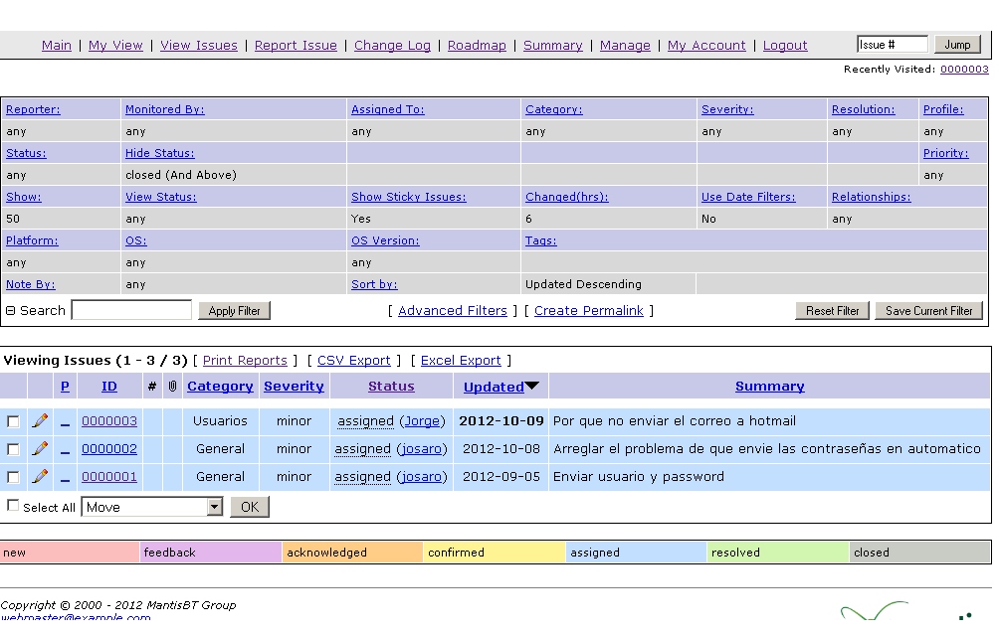 Main | My View | View Issues | Report Issue | Change Log | Roadmap | Summary | Manage | My Account | Logout Issue # Jump
Recently Visited: 0000003
Reporter: Monitored By: Assigned To: Category: Severity: Resolution: Profile:
any any any any any any any
Status: Hide Status: Priority:
any closed (And Above) any
Show: View Status: Show Sticky Issues: Changed(hrs): Use Date Filters: Relationships:
50 any Yes 6 No any
Platform: OS: OS Version: Tags:
any any any
Note By: any Sort by: Updated Descending
Search Apply Filter [ Advanced Filters ] [ Create Permalink ] Reset Filter Save Current Filter
Viewing Issues (1 - 3 / 3) [ Print Reports ] [ CSV Export ] [ Excel Export ]
P ID # Category Severity Status Updated Summary
0000003 Usuarios minor assigned (Jorge) 2012-10-09 Por que no enviar el correo a hotmail
0000002 General minor assigned (josaro) 2012-10-08 Arreglar el problema de que envie las contraseñas en automatico
0000001 General minor assigned (josaro) 2012-09-05 Enviar usuario y password
Select All Move OK
new feedback acknowledged confirmed assigned resolved closed
Copyright © 2000 - 2012 MantisBT Group
webmaster@example.com